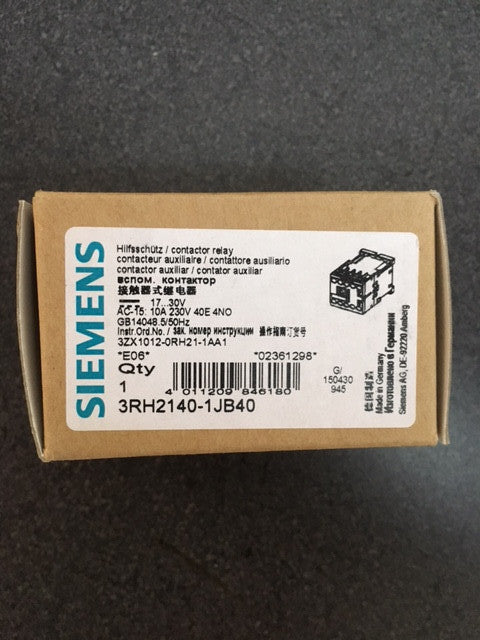 SIEMENS
Hilfsschütz / contactor relay
contacteur auxiliaire / contattore ausiliario
contactor auxiliar / contator auxiliar
вспом. контактор
接触器式继电器
17...30V
AC-15: 10A 230V 40E 4NO
GB14048.5/50Hz
Instr.Ord.No./ зак. номер инструкции 操作指南订货号
3ZX1012-0RH21-1AA1
*E06*
*02361298*
Qty
1
4 011209 846180
3RH2140-1JB40
G/
150430
945
德国制造
Made in Germany
Изготовлено в Германии
Siemens AG, DE-92220 Amberg